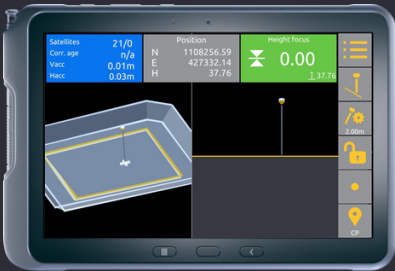 Satellites 21/0
Corr. age n/a
Vacc 0.01m
Hacc 0.03m
Position
N 1108256.59
E 427332.14
H 37.76
Height focus
0.00
37.76
2.00m
CP